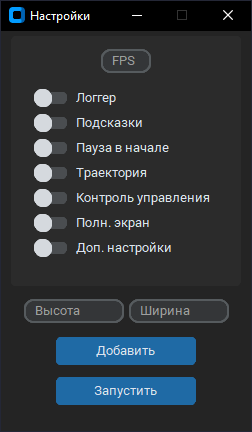 Настройки
FPS
Логгер
Подсказки
Пауза в начале
Траектория
Контроль управления
Полн. экран
Доп. настройки
Высота Ширина
Добавить
Запустить